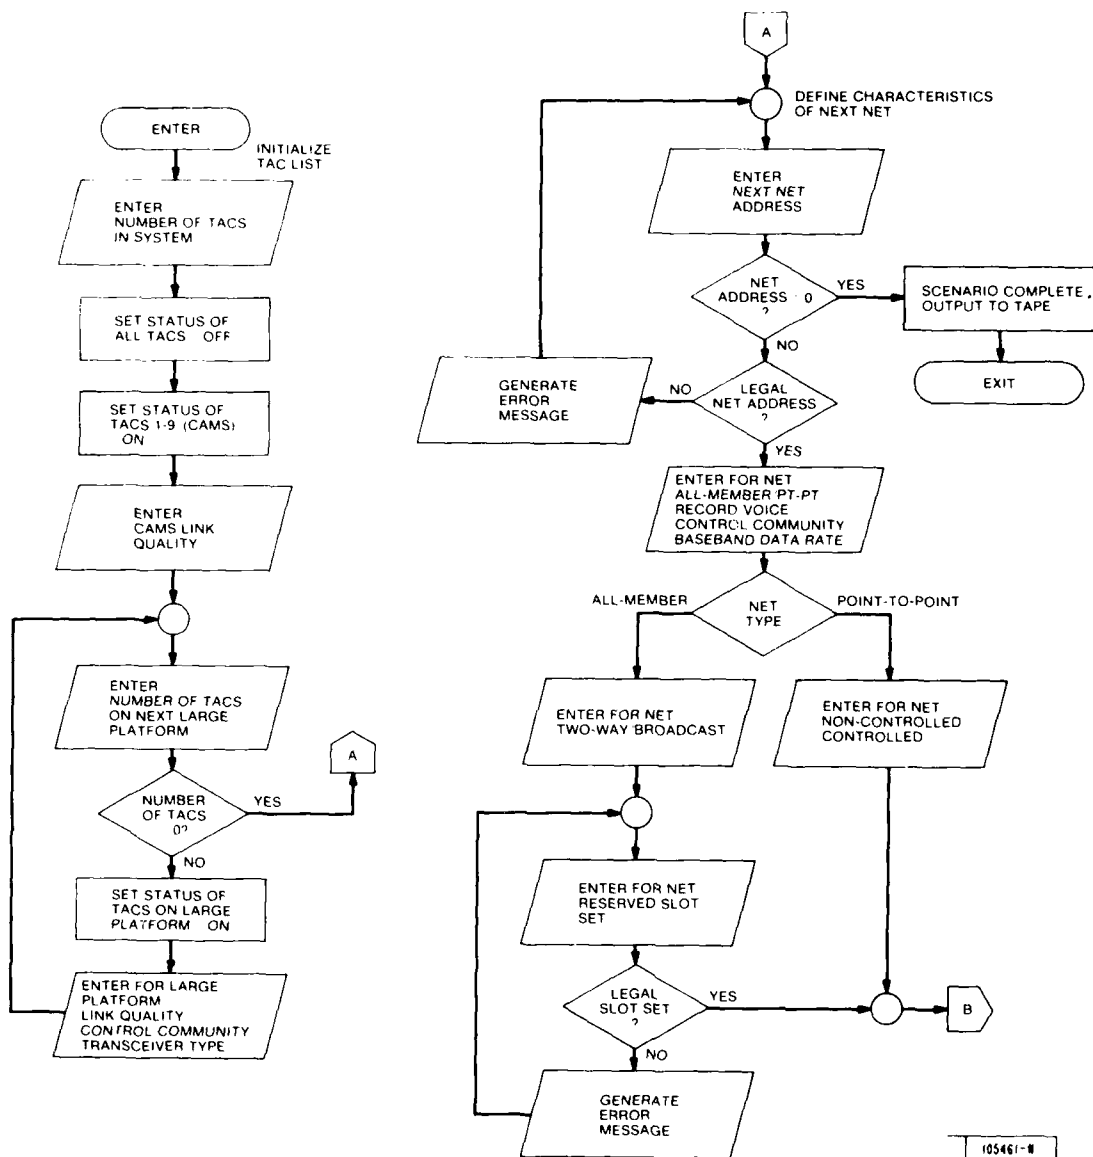 ENTER
INITIALIZE
TAC LIST
ENTER
NUMBER OF TACS
IN SYSTEM
SET STATUS OF
ALL TACS OFF
SET STATUS OF
TACS 1-9 (CAMS)
ON
ENTER
CAMS LINK
QUALITY
ENTER
NUMBER OF TACS
ON NEXT LARGE
PLATFORM
NUMBER
OF TACS
0?
YES
A
NO
SET STATUS OF
TACS ON LARGE
PLATFORM ON
ENTER FOR LARGE
PLATFORM
LINK QUALITY
CONTROL COMMUNITY
TRANSCEIVER TYPE
A
DEFINE CHARACTERISTICS
OF NEXT NET
ENTER
NEXT NET
ADDRESS
NET
ADDRESS 0
?
YES
SCENARIO COMPLETE,
OUTPUT TO TAPE
EXIT
NO
LEGAL
NET ADDRESS
?
NO
GENERATE
ERROR
MESSAGE
YES
ENTER FOR NET
ALL-MEMBER PT-PT
RECORD VOICE
CONTROL COMMUNITY
BASEBAND DATA RATE
NET
TYPE
ALL-MEMBER
POINT-TO-POINT
ENTER FOR NET
TWO-WAY BROADCAST
ENTER FOR NET
NON-CONTROLLED
CONTROLLED
ENTER FOR NET
RESERVED SLOT
SET
LEGAL
SLOT SET
?
YES
B
NO
GENERATE
ERROR
MESSAGE
105461-N